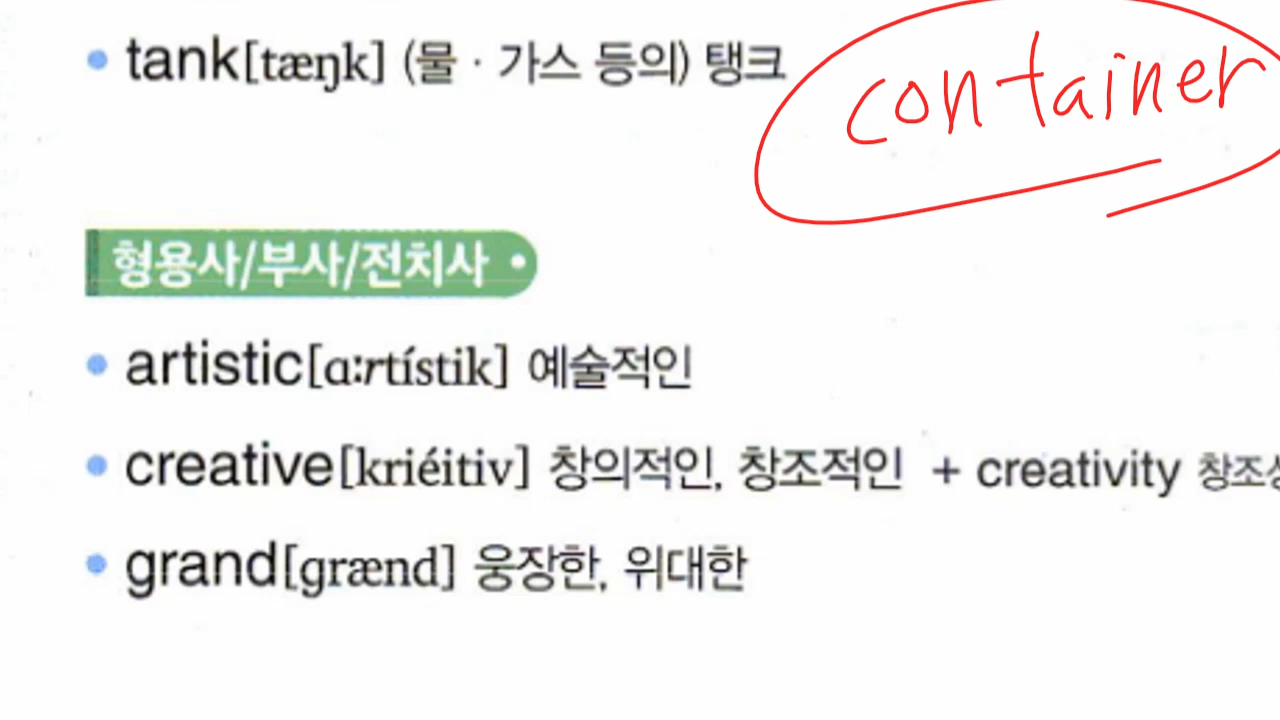 • tank[tæŋk] (물 · 가스 등의) 탱크
container
형용사/부사/전치사 •
• artistic[ɑːrtístik] 예술적인
• creative[kriéitiv] 창의적인, 창조적인 + creativity
• grand[grænd] 웅장한, 위대한